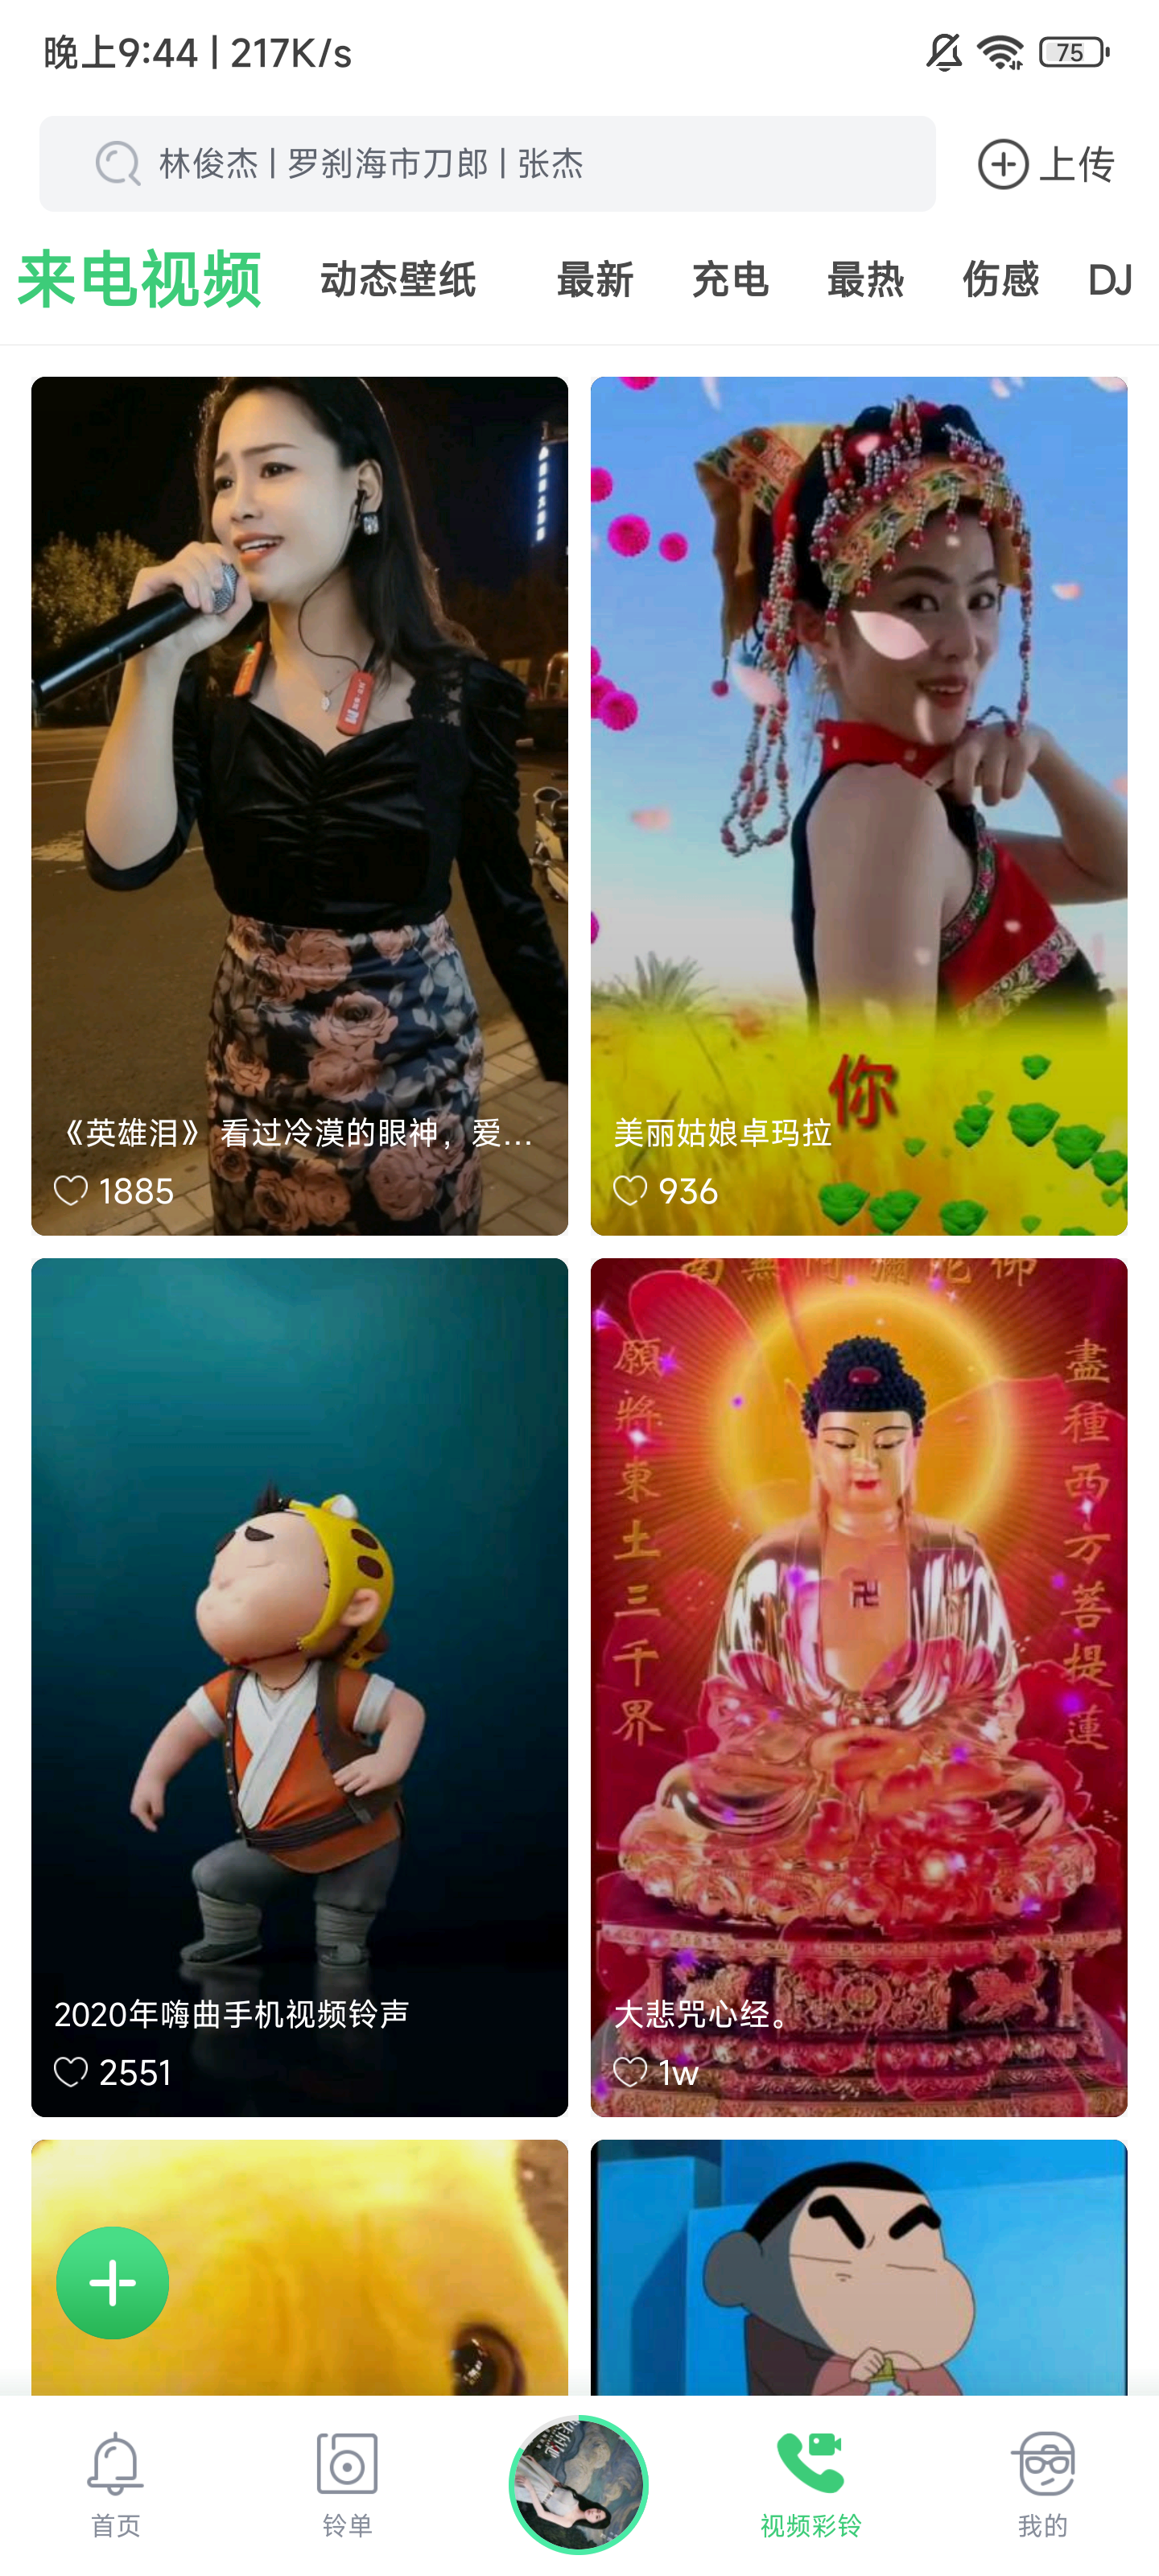 晚上9:44 | 217K/s
75
林俊杰 | 罗刹海市刀郎 | 张杰
上传
来电视频 动态壁纸 最新 充电 最热 伤感 DJ
《英雄泪》 看过冷漠的眼神，爱...
1885
你
美丽姑娘卓玛拉
936
南無阿彌陀佛
願將東土三千界
盡種西方菩提蓮
卍
2020年嗨曲手机视频铃声
2551
大悲咒心经。
1w
首页
铃单
视频彩铃
我的